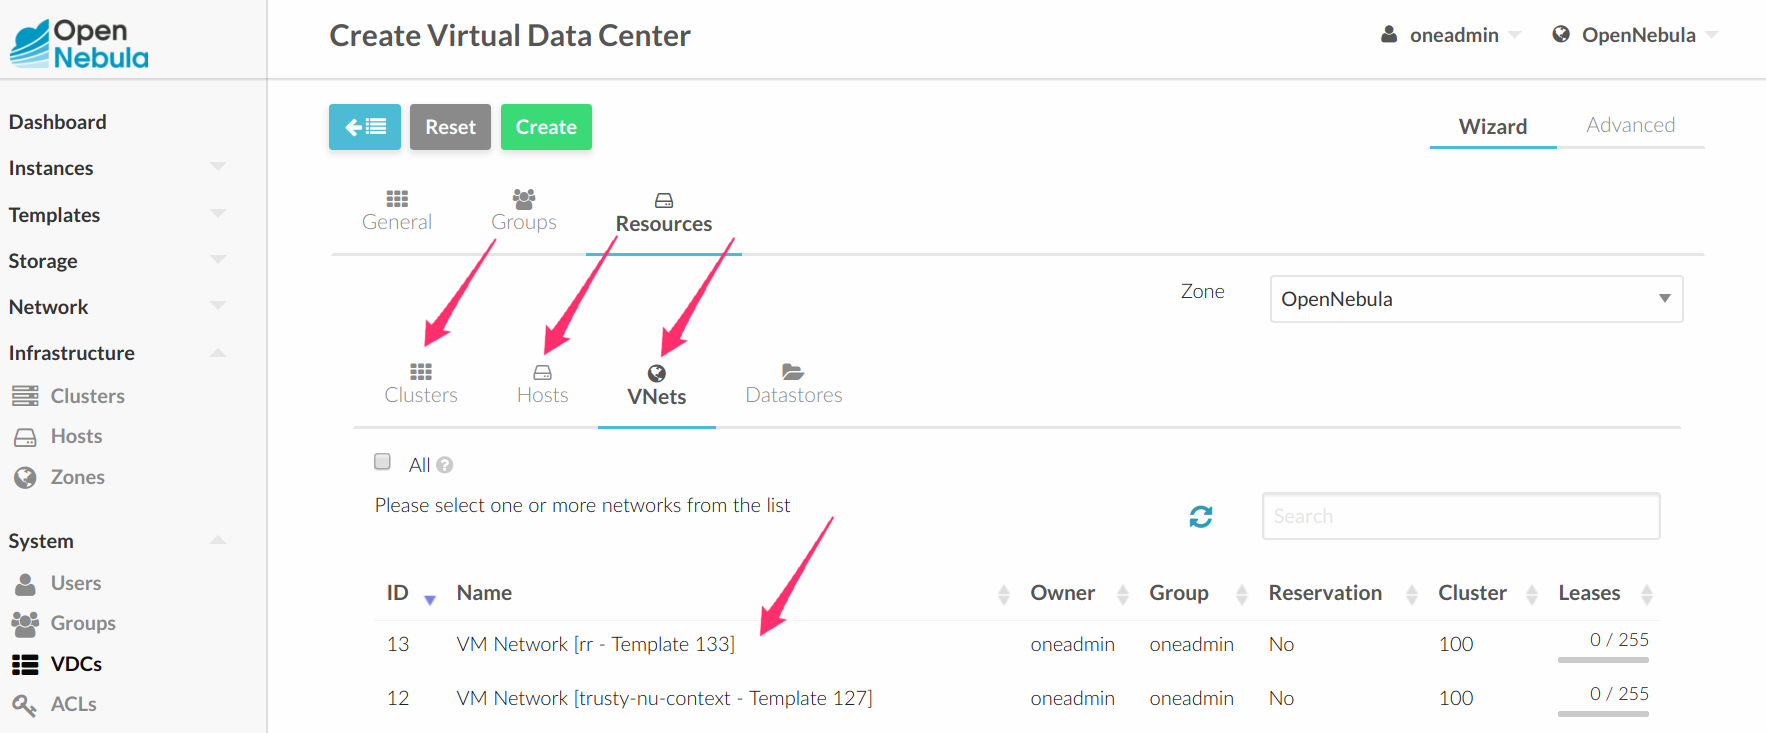 Open
Nebula
Create Virtual Data Center
oneadmin
OpenNebula
Dashboard
Instances
Templates
Storage
Network
Infrastructure
Clusters
Hosts
Zones
System
Users
Groups
VDCs
ACLs
Reset
Create
Wizard
Advanced
General
Groups
Resources
Zone
OpenNebula
Clusters
Hosts
VNets
Datastores
All ?
Please select one or more networks from the list
Search
ID Name Owner Group Reservation Cluster Leases
13 VM Network [rr - Template 133] oneadmin oneadmin No 100 0 / 255
12 VM Network [trusty-nu-context - Template 127] oneadmin oneadmin No 100 0 / 255